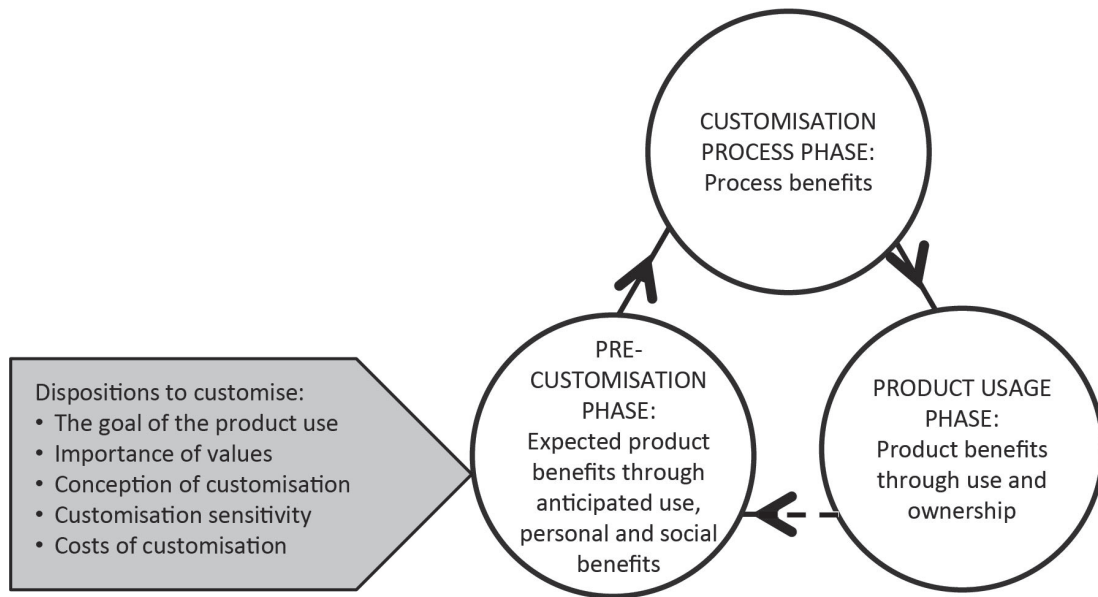 CUSTOMISATION
PROCESS PHASE:
Process benefits
PRE-
CUSTOMISATION
PHASE:
Expected product
benefits through
anticipated use,
personal and social
benefits
PRODUCT USAGE
PHASE:
Product benefits
through use and
ownership
Dispositions to customise:
• The goal of the product use
• Importance of values
• Conception of customisation
• Customisation sensitivity
• Costs of customisation